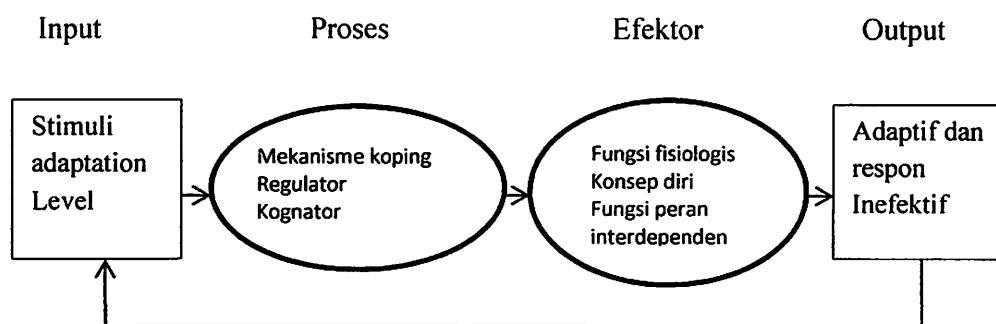 Input Proses Efektor Output
Stimuli
adaptation
Level
Mekanisme koping
Regulator
Kognator
Fungsi fisiologis
Konsep diri
Fungsi peran
interdependen
Adaptif dan
respon
Inefektif